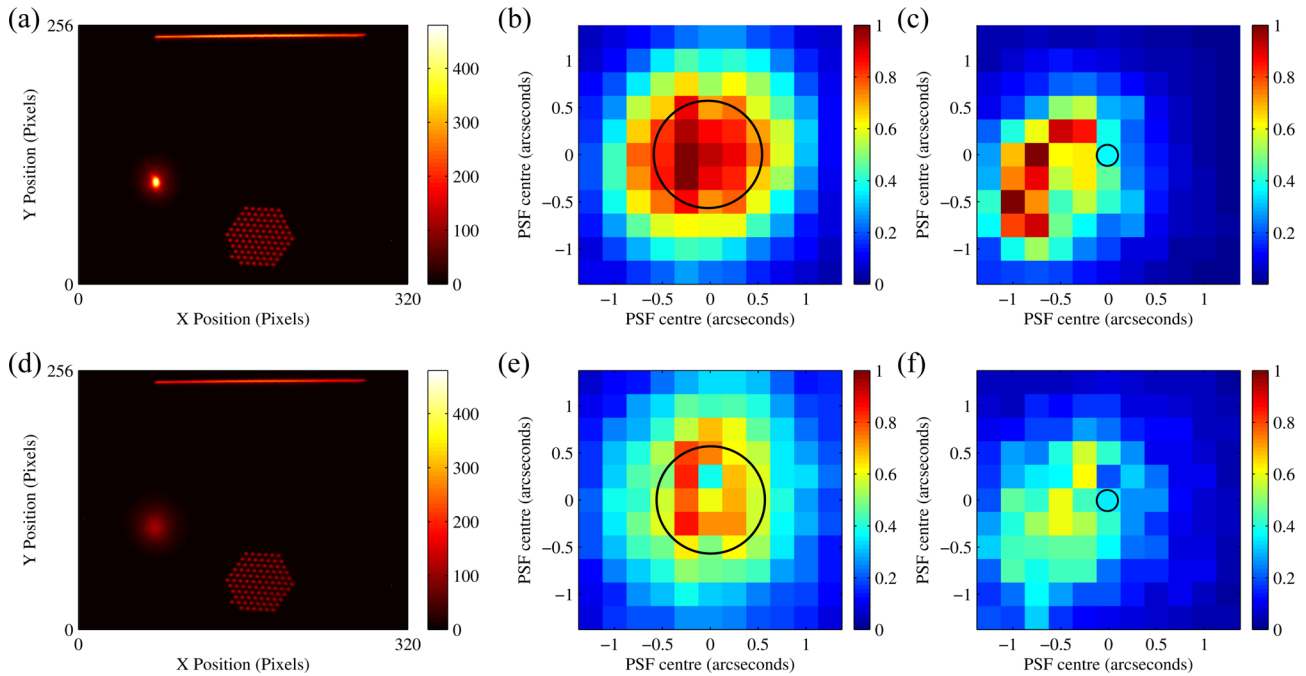 (a)
256
Y Position (Pixels)
0
0
320
X Position (Pixels)
400
300
200
100
0
(b)
PSF centre (arcseconds)
1
0.5
0
−0.5
−1
−1 −0.5 0 0.5 1
PSF centre (arcseconds)
1
0.8
0.6
0.4
0.2
0
(c)
PSF centre (arcseconds)
1
0.5
0
−0.5
−1
−1 −0.5 0 0.5 1
PSF centre (arcseconds)
1
0.8
0.6
0.4
0.2
0
(d)
256
Y Position (Pixels)
0
0
320
X Position (Pixels)
400
300
200
100
0
(e)
PSF centre (arcseconds)
1
0.5
0
−0.5
−1
−1 −0.5 0 0.5 1
PSF centre (arcseconds)
1
0.8
0.6
0.4
0.2
0
(f)
PSF centre (arcseconds)
1
0.5
0
−0.5
−1
−1 −0.5 0 0.5 1
PSF centre (arcseconds)
1
0.8
0.6
0.4
0.2
0